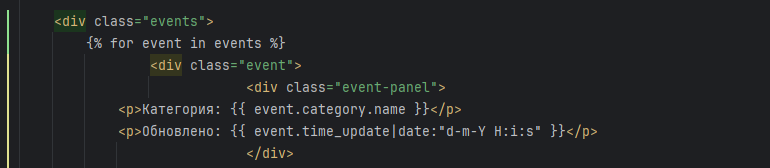 <div class="events">
{% for event in events %}
<div class="event">
<div class="event-panel">
<p>Категория: {{ event.category.name }}</p>
<p>Обновлено: {{ event.time_update|date:"d-m-Y H:i:s" }}</p>
</div>